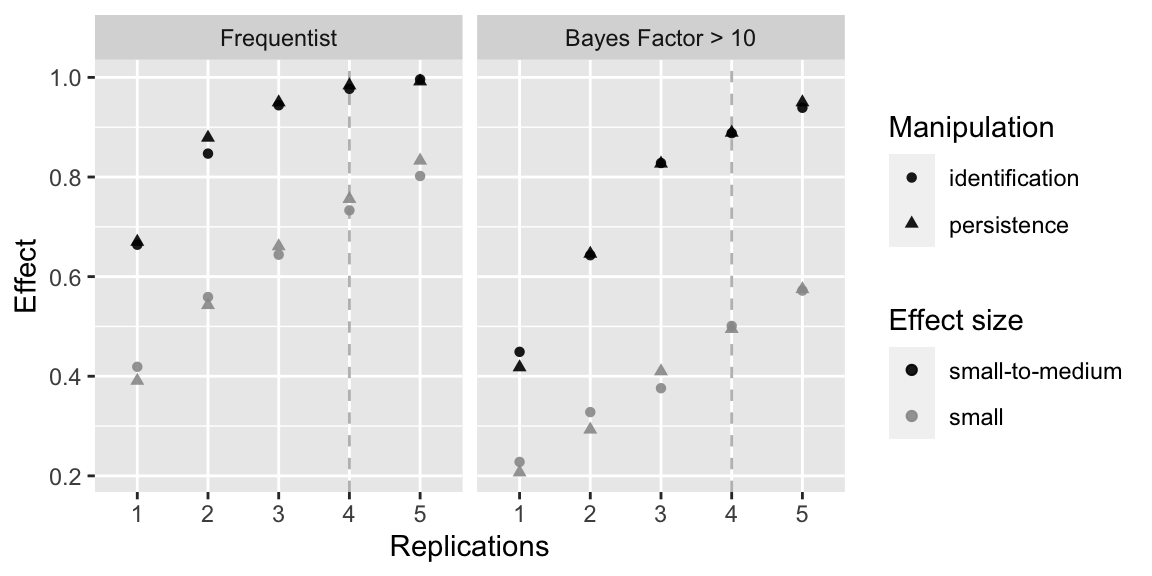 Frequentist
Bayes Factor > 10
Effect
1.0
0.8
0.6
0.4
0.2
1 2 3 4 5
1 2 3 4 5
Replications
Manipulation
identification
persistence
Effect size
small-to-medium
small